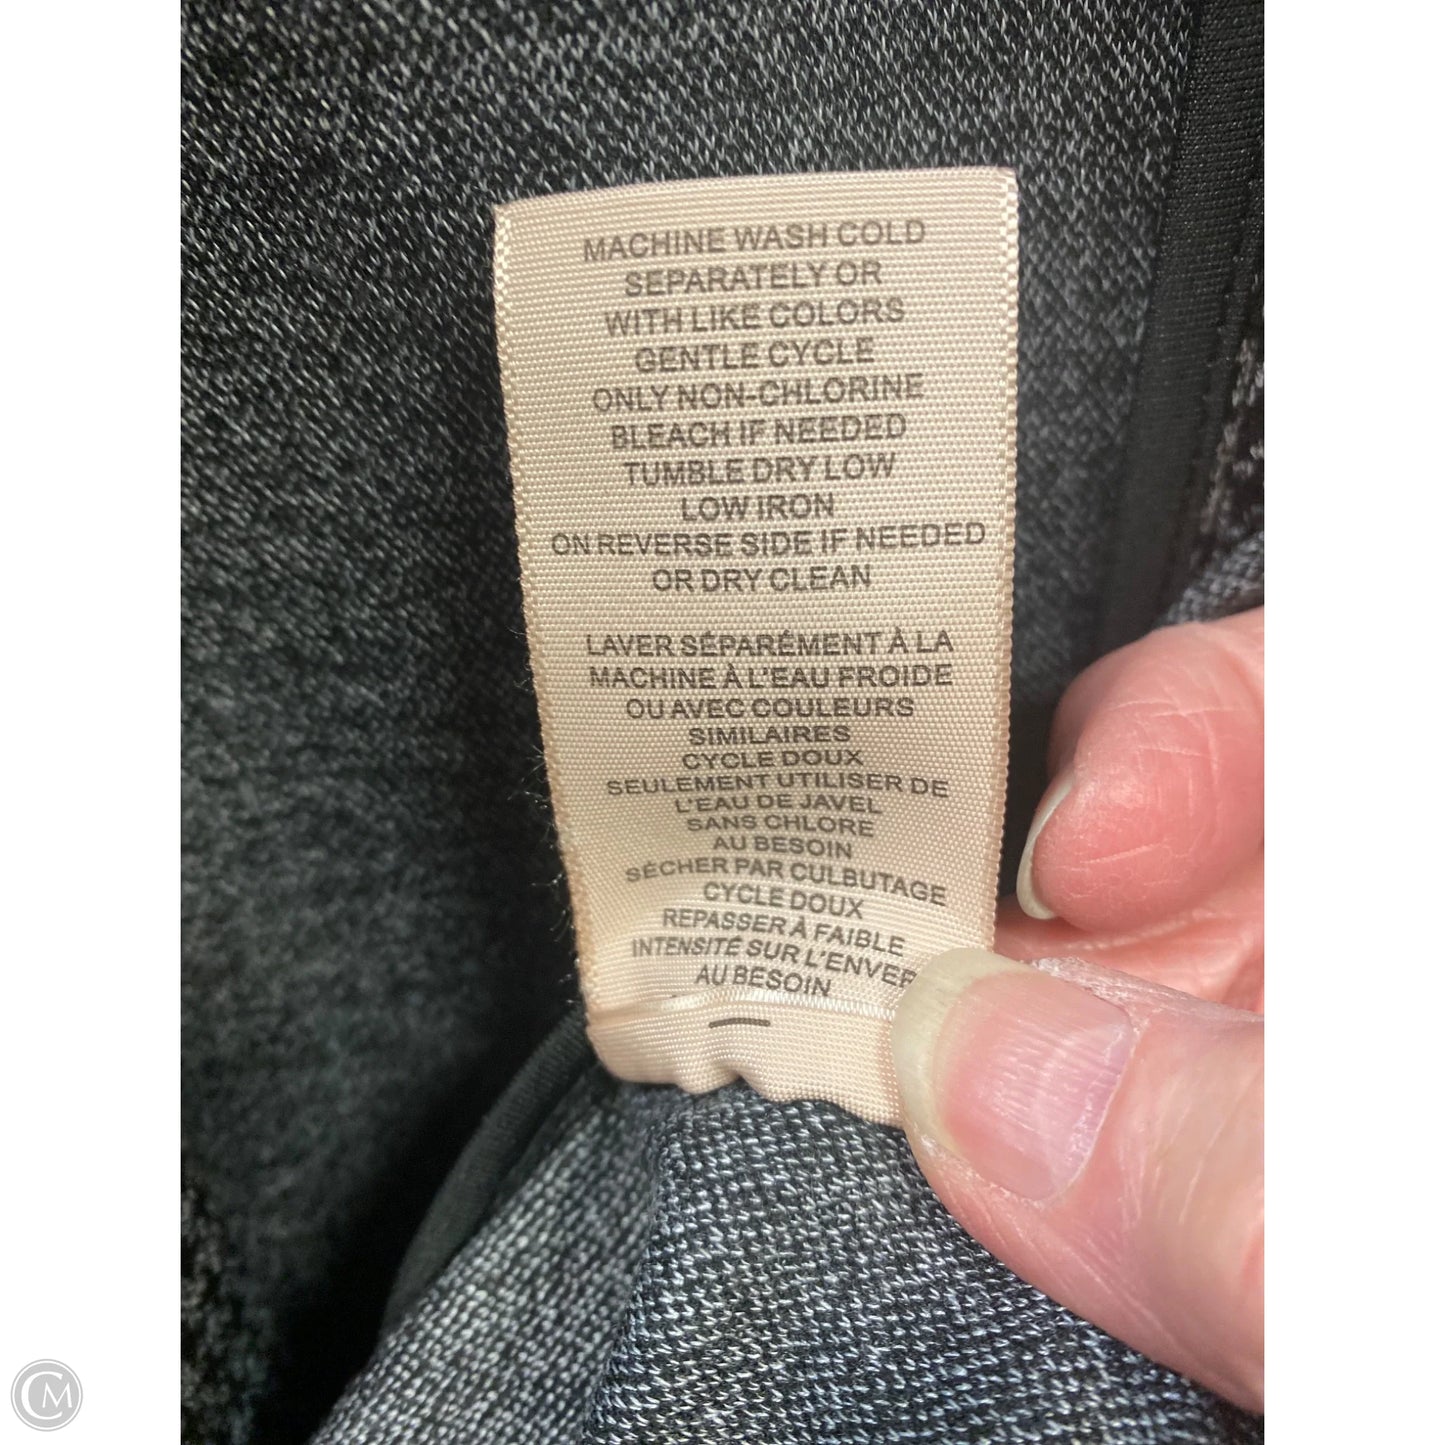 MACHINE WASH COLD
SEPARATELY OR
WITH LIKE COLORS
GENTLE CYCLE
ONLY NON-CHLORINE
BLEACH IF NEEDED
TUMBLE DRY LOW
LOW IRON
ON REVERSE SIDE IF NEEDED
OR DRY CLEAN
LAVER SÉPARÉMENT À LA
MACHINE À L'EAU FROIDE
OU AVEC COULEURS
SIMILAIRES
CYCLE DOUX
SEULEMENT UTILISER DE
L'EAU DE JAVEL
SANS CHLORE
AU BESOIN
SÉCHER PAR CULBUTAGE
CYCLE DOUX
REPASSER À FAIBLE
INTENSITÉ SUR
AU BESOIN
CM